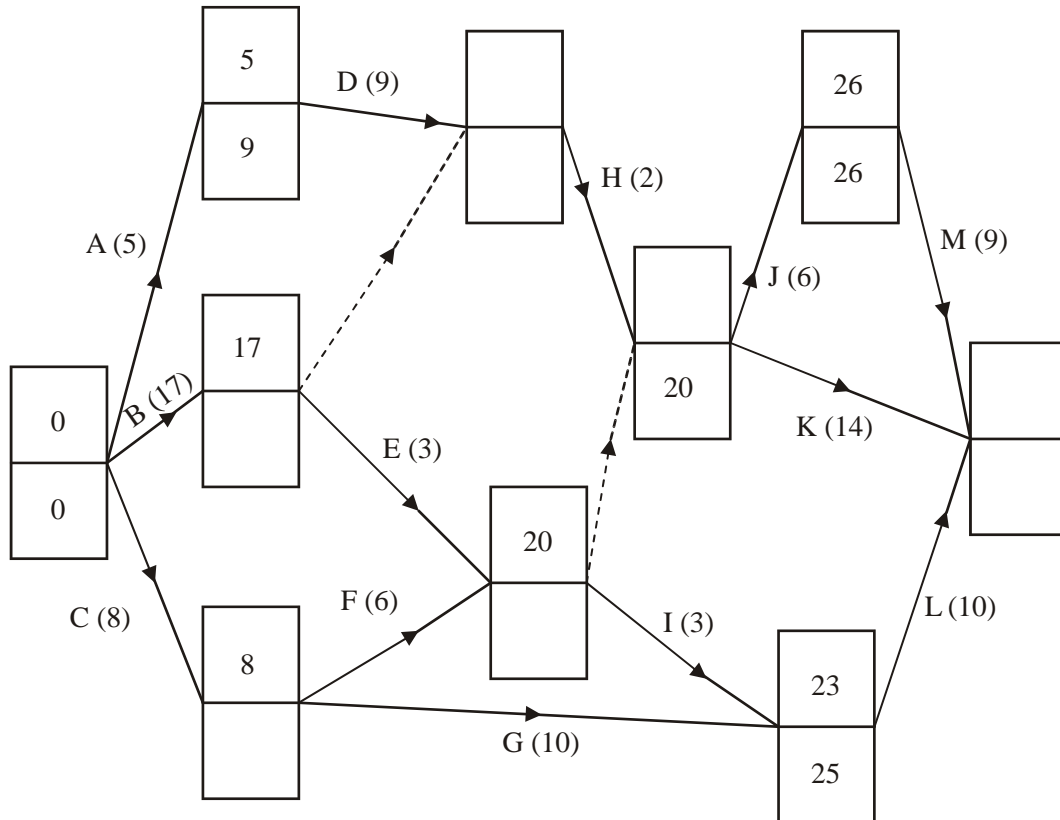 5
9
D (9)
26
26
H (2)
A (5)
M (9)
J (6)
17
20
B (17)
0
0
K (14)
E (3)
20
C (8)
F (6)
L (10)
I (3)
8
23
G (10)
25